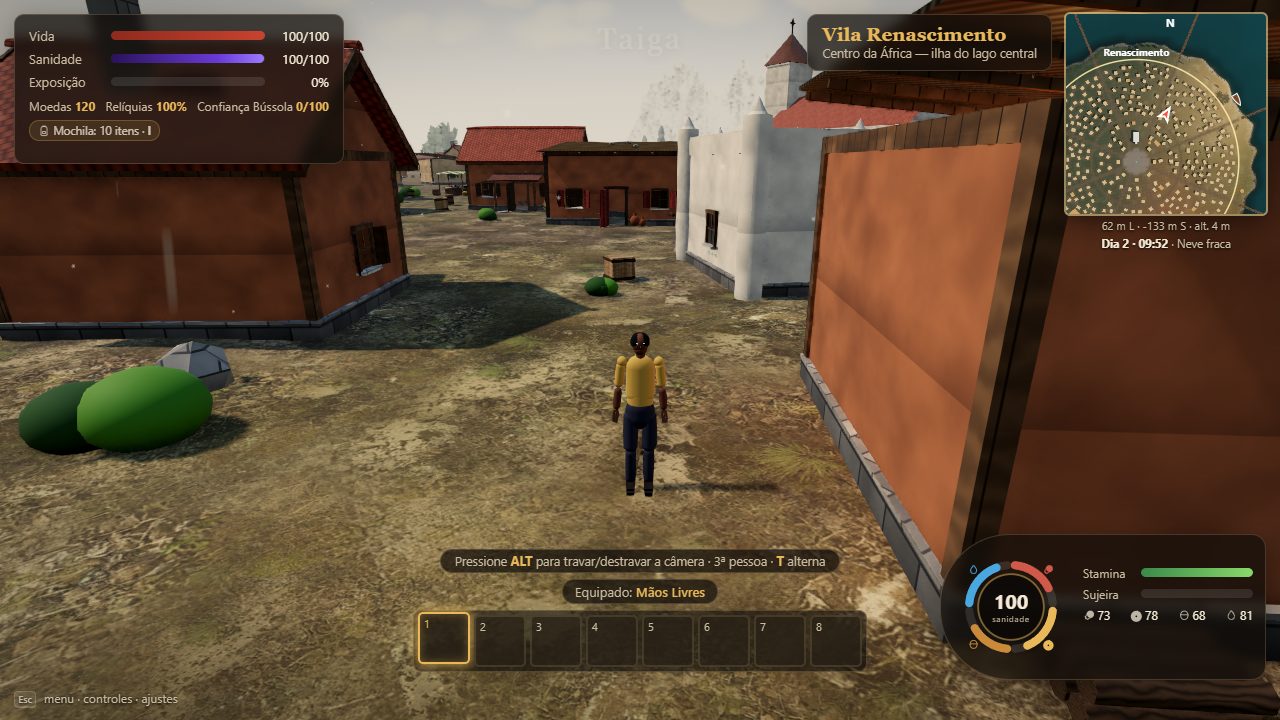 Vida 100/100
Sanidade 100/100
Exposição 0%
Moedas 120 Relíquias 100% Confiança Bússola 0/100
Mochila: 10 itens · I
Taiga
Vila Renascimento
Centro da África — ilha do lago central
N
Renascimento
62 m L · -133 m S · alt. 4 m
Dia 2 · 09:52 · Neve fraca
Pressione ALT para travar/destravar a câmera · 3ª pessoa · T alterna
Equipado: Mãos Livres
1 2 3 4 5 6 7 8
100
sanidade
Stamina
Sujeira
73 78 68 81
Esc menu · controles · ajustes